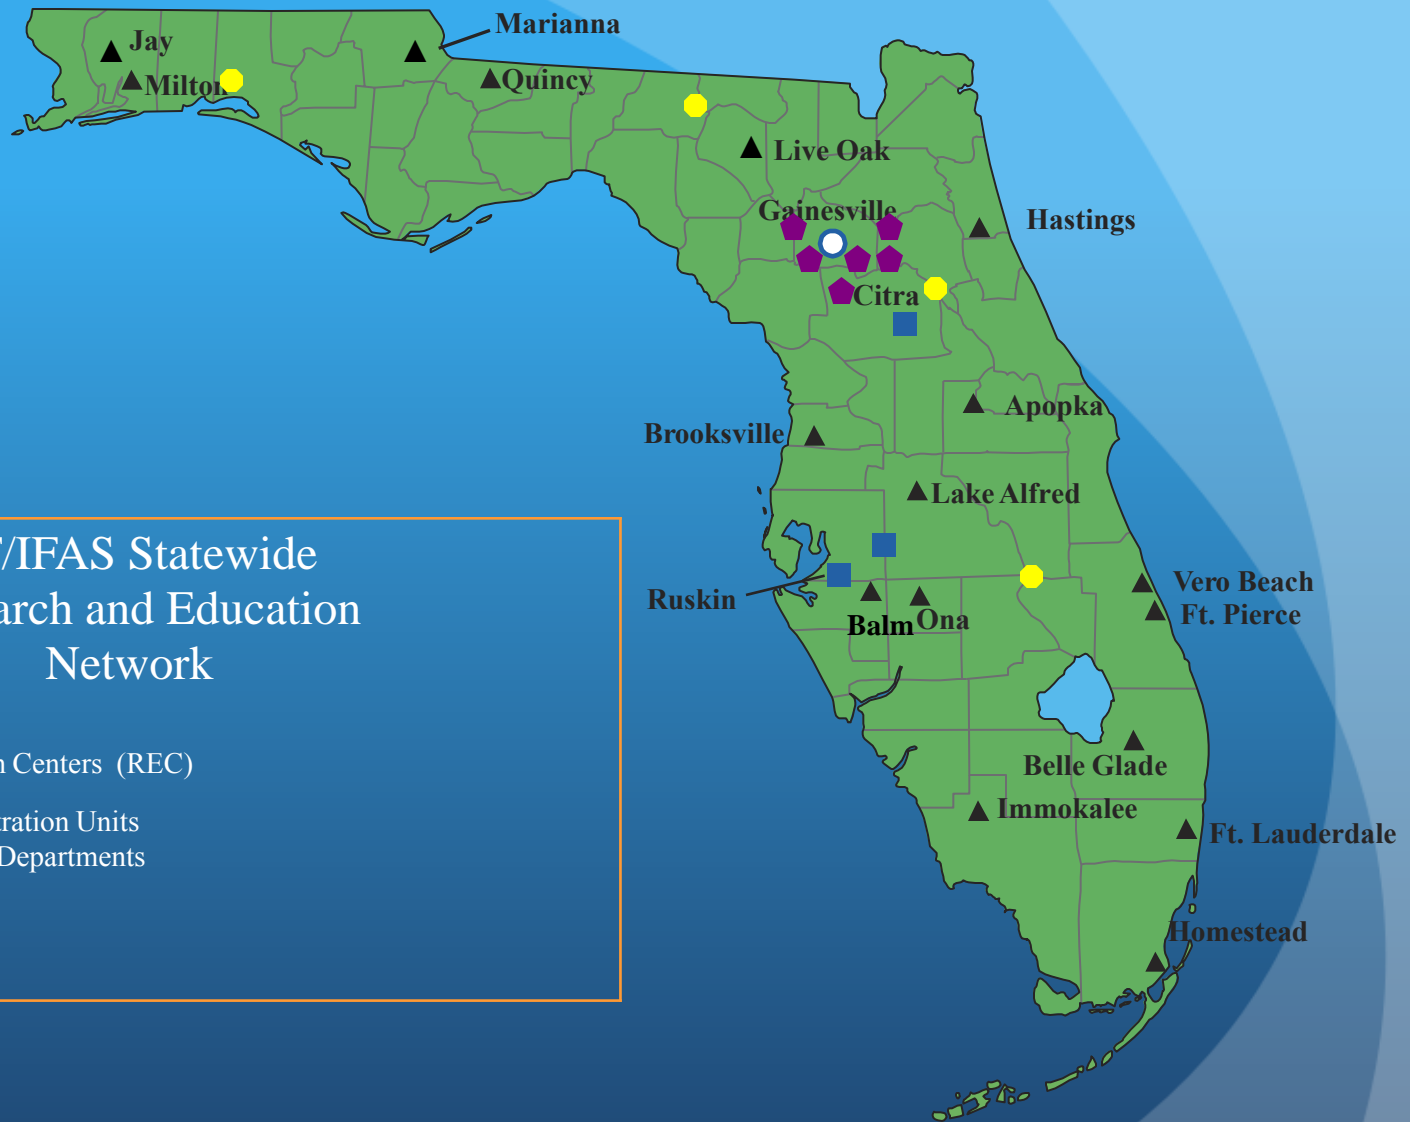 Marianna
Jay
Milton
Quincy
Live Oak
Gainesville
Hastings
Citra
Apopka
Brooksville
Lake Alfred
/IFAS Statewide
arch and Education
Network
Ruskin
Vero Beach
Ft. Pierce
Balm
Ona
Centers (REC)
tration Units
Departments
Belle Glade
Immokalee
Ft. Lauderdale
Homestead